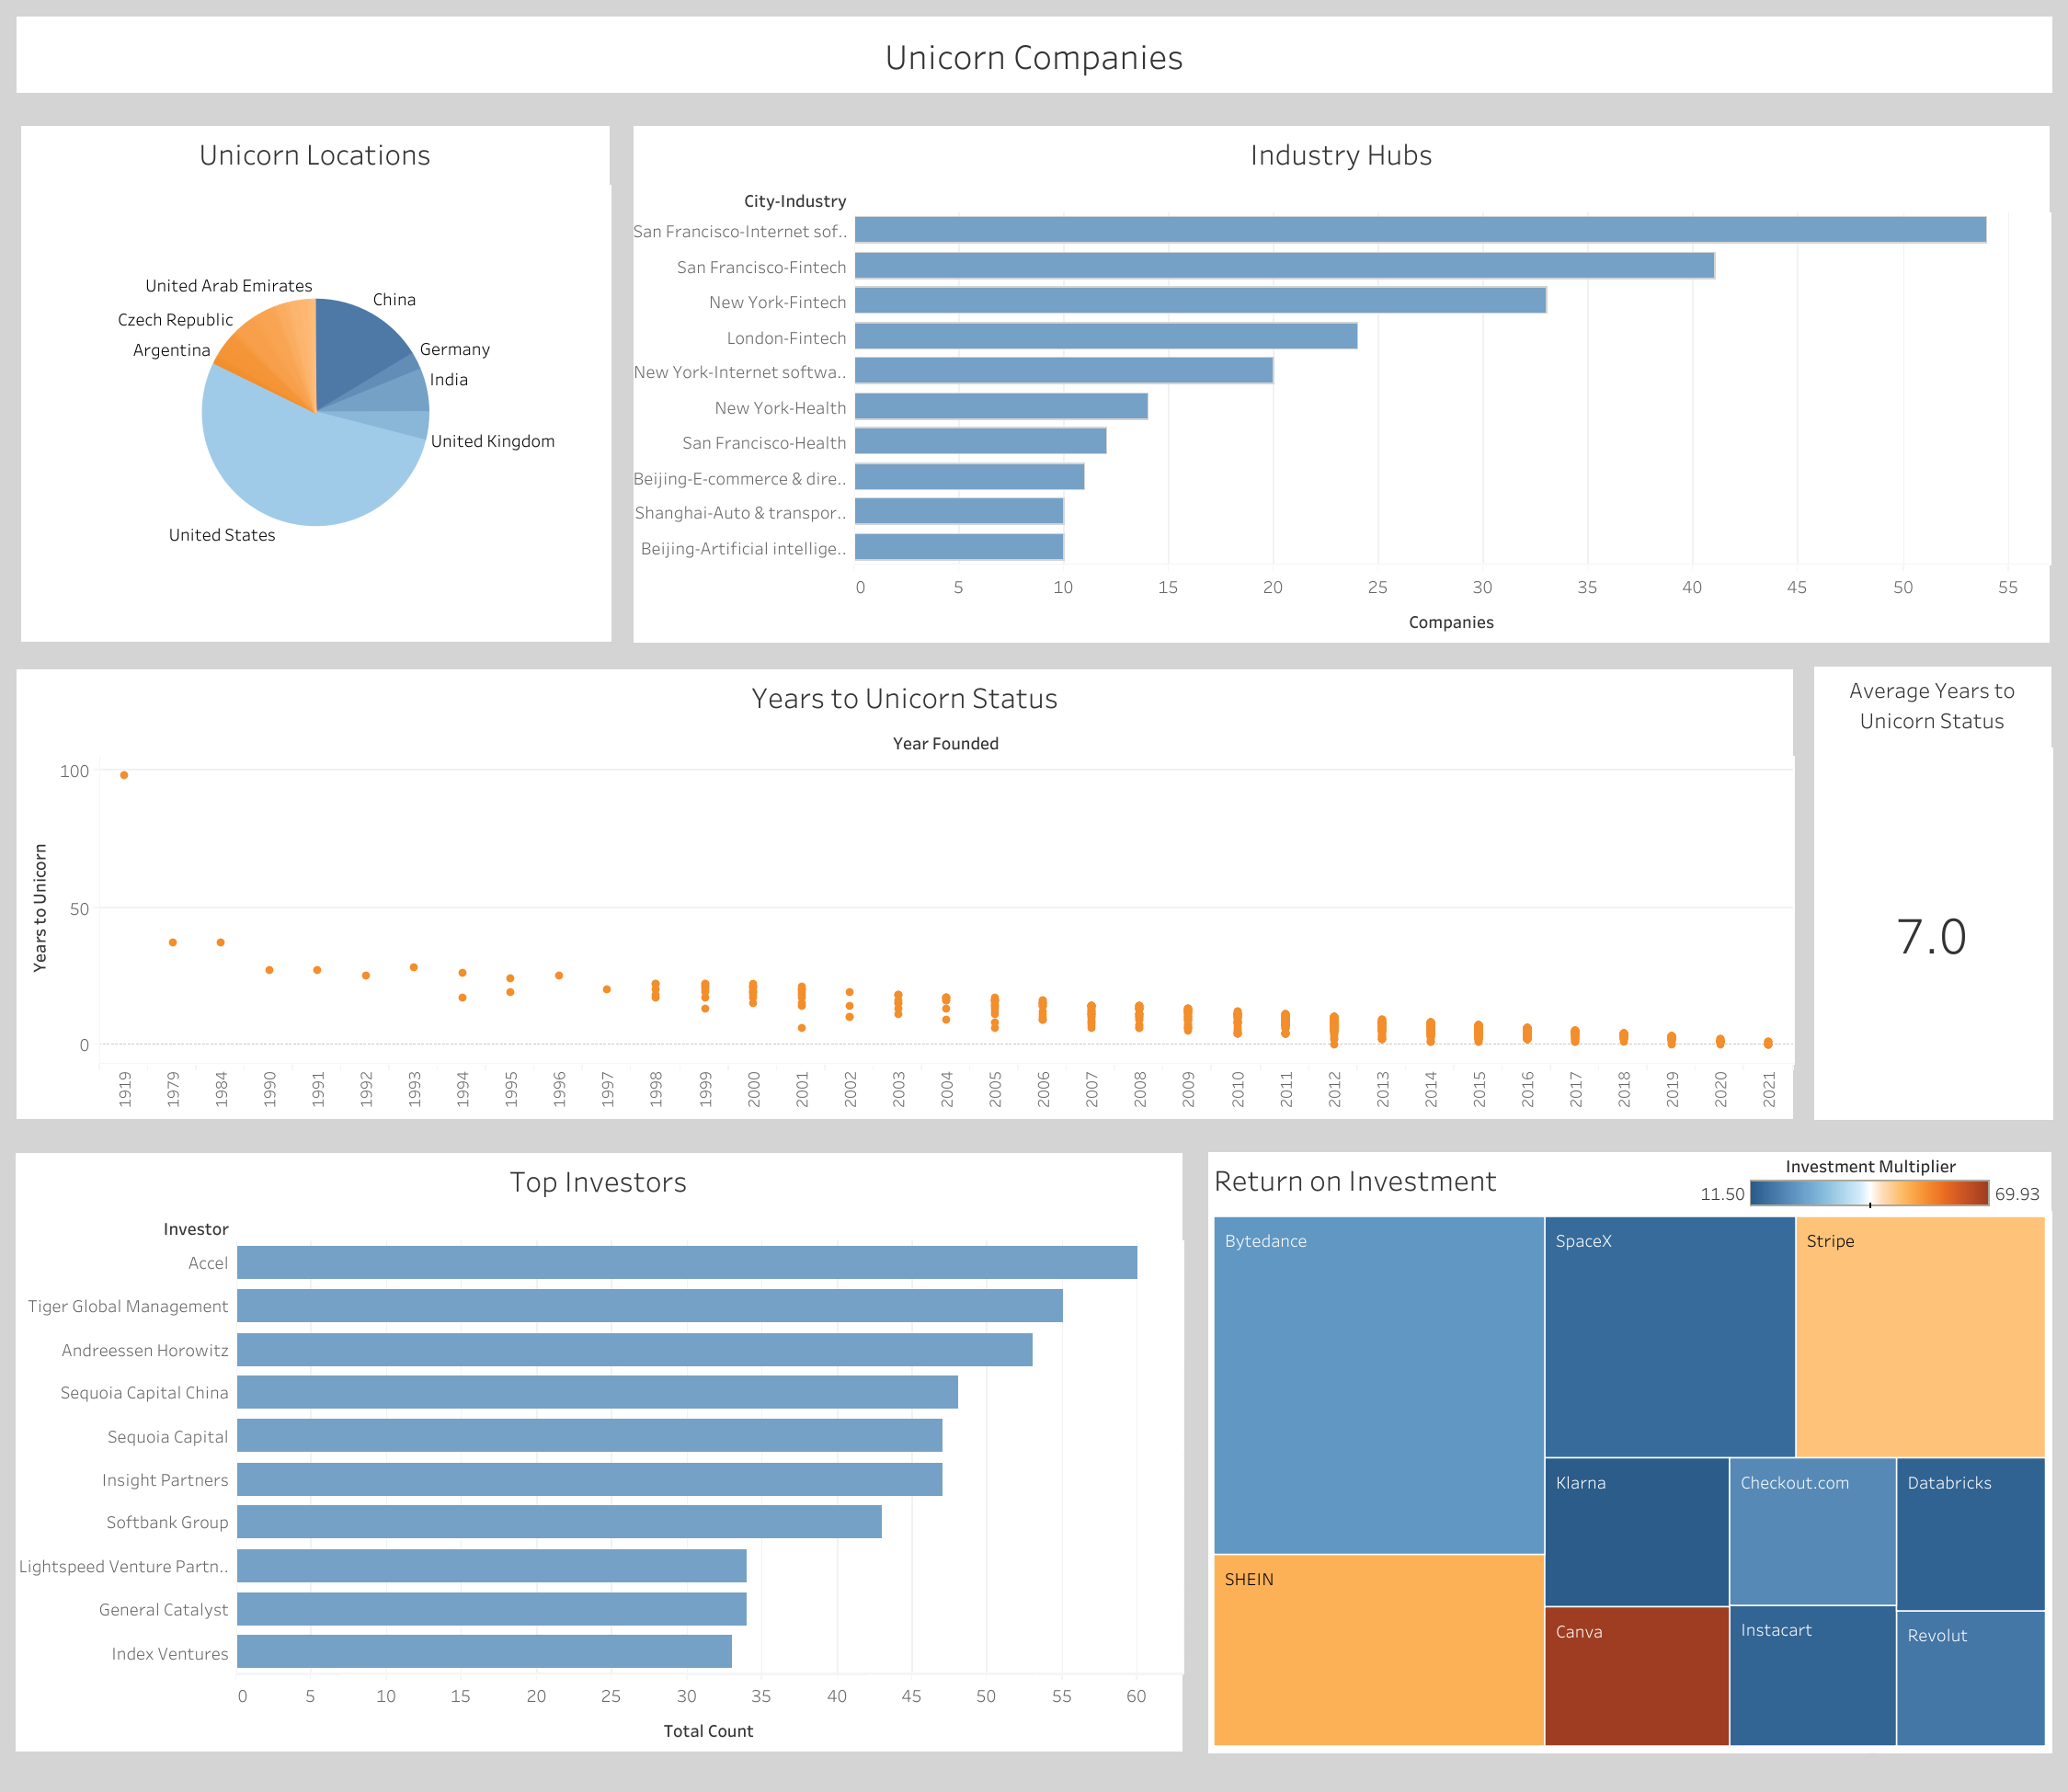 Unicorn Companies
Unicorn Locations
United Arab Emirates
China
Czech Republic
Germany
Argentina
India
United Kingdom
United States
Industry Hubs
City-Industry
San Francisco-Internet sof..
San Francisco-Fintech
New York-Fintech
London-Fintech
New York-Internet softwa..
New York-Health
San Francisco-Health
Beijing-E-commerce & dire..
Shanghai-Auto & transpor..
Beijing-Artificial intellige..
0 5 10 15 20 25 30 35 40 45 50 55
Companies
Years to Unicorn Status
Year Founded
Years to Unicorn
100
50
0
1919 1979 1984 1990 1991 1992 1993 1994 1995 1996 1997 1998 1999 2000 2001 2002 2003 2004 2005 2006 2007 2008 2009 2010 2011 2012 2013 2014 2015 2016 2017 2018 2019 2020 2021
Average Years to
Unicorn Status
7.0
Top Investors
Investor
Accel
Tiger Global Management
Andreessen Horowitz
Sequoia Capital China
Sequoia Capital
Insight Partners
Softbank Group
Lightspeed Venture Partn..
General Catalyst
Index Ventures
0 5 10 15 20 25 30 35 40 45 50 55 60
Total Count
Return on Investment
Investment Multiplier
11.50 69.93
Bytedance
SpaceX
Stripe
Klarna
Checkout.com
Databricks
SHEIN
Canva
Instacart
Revolut